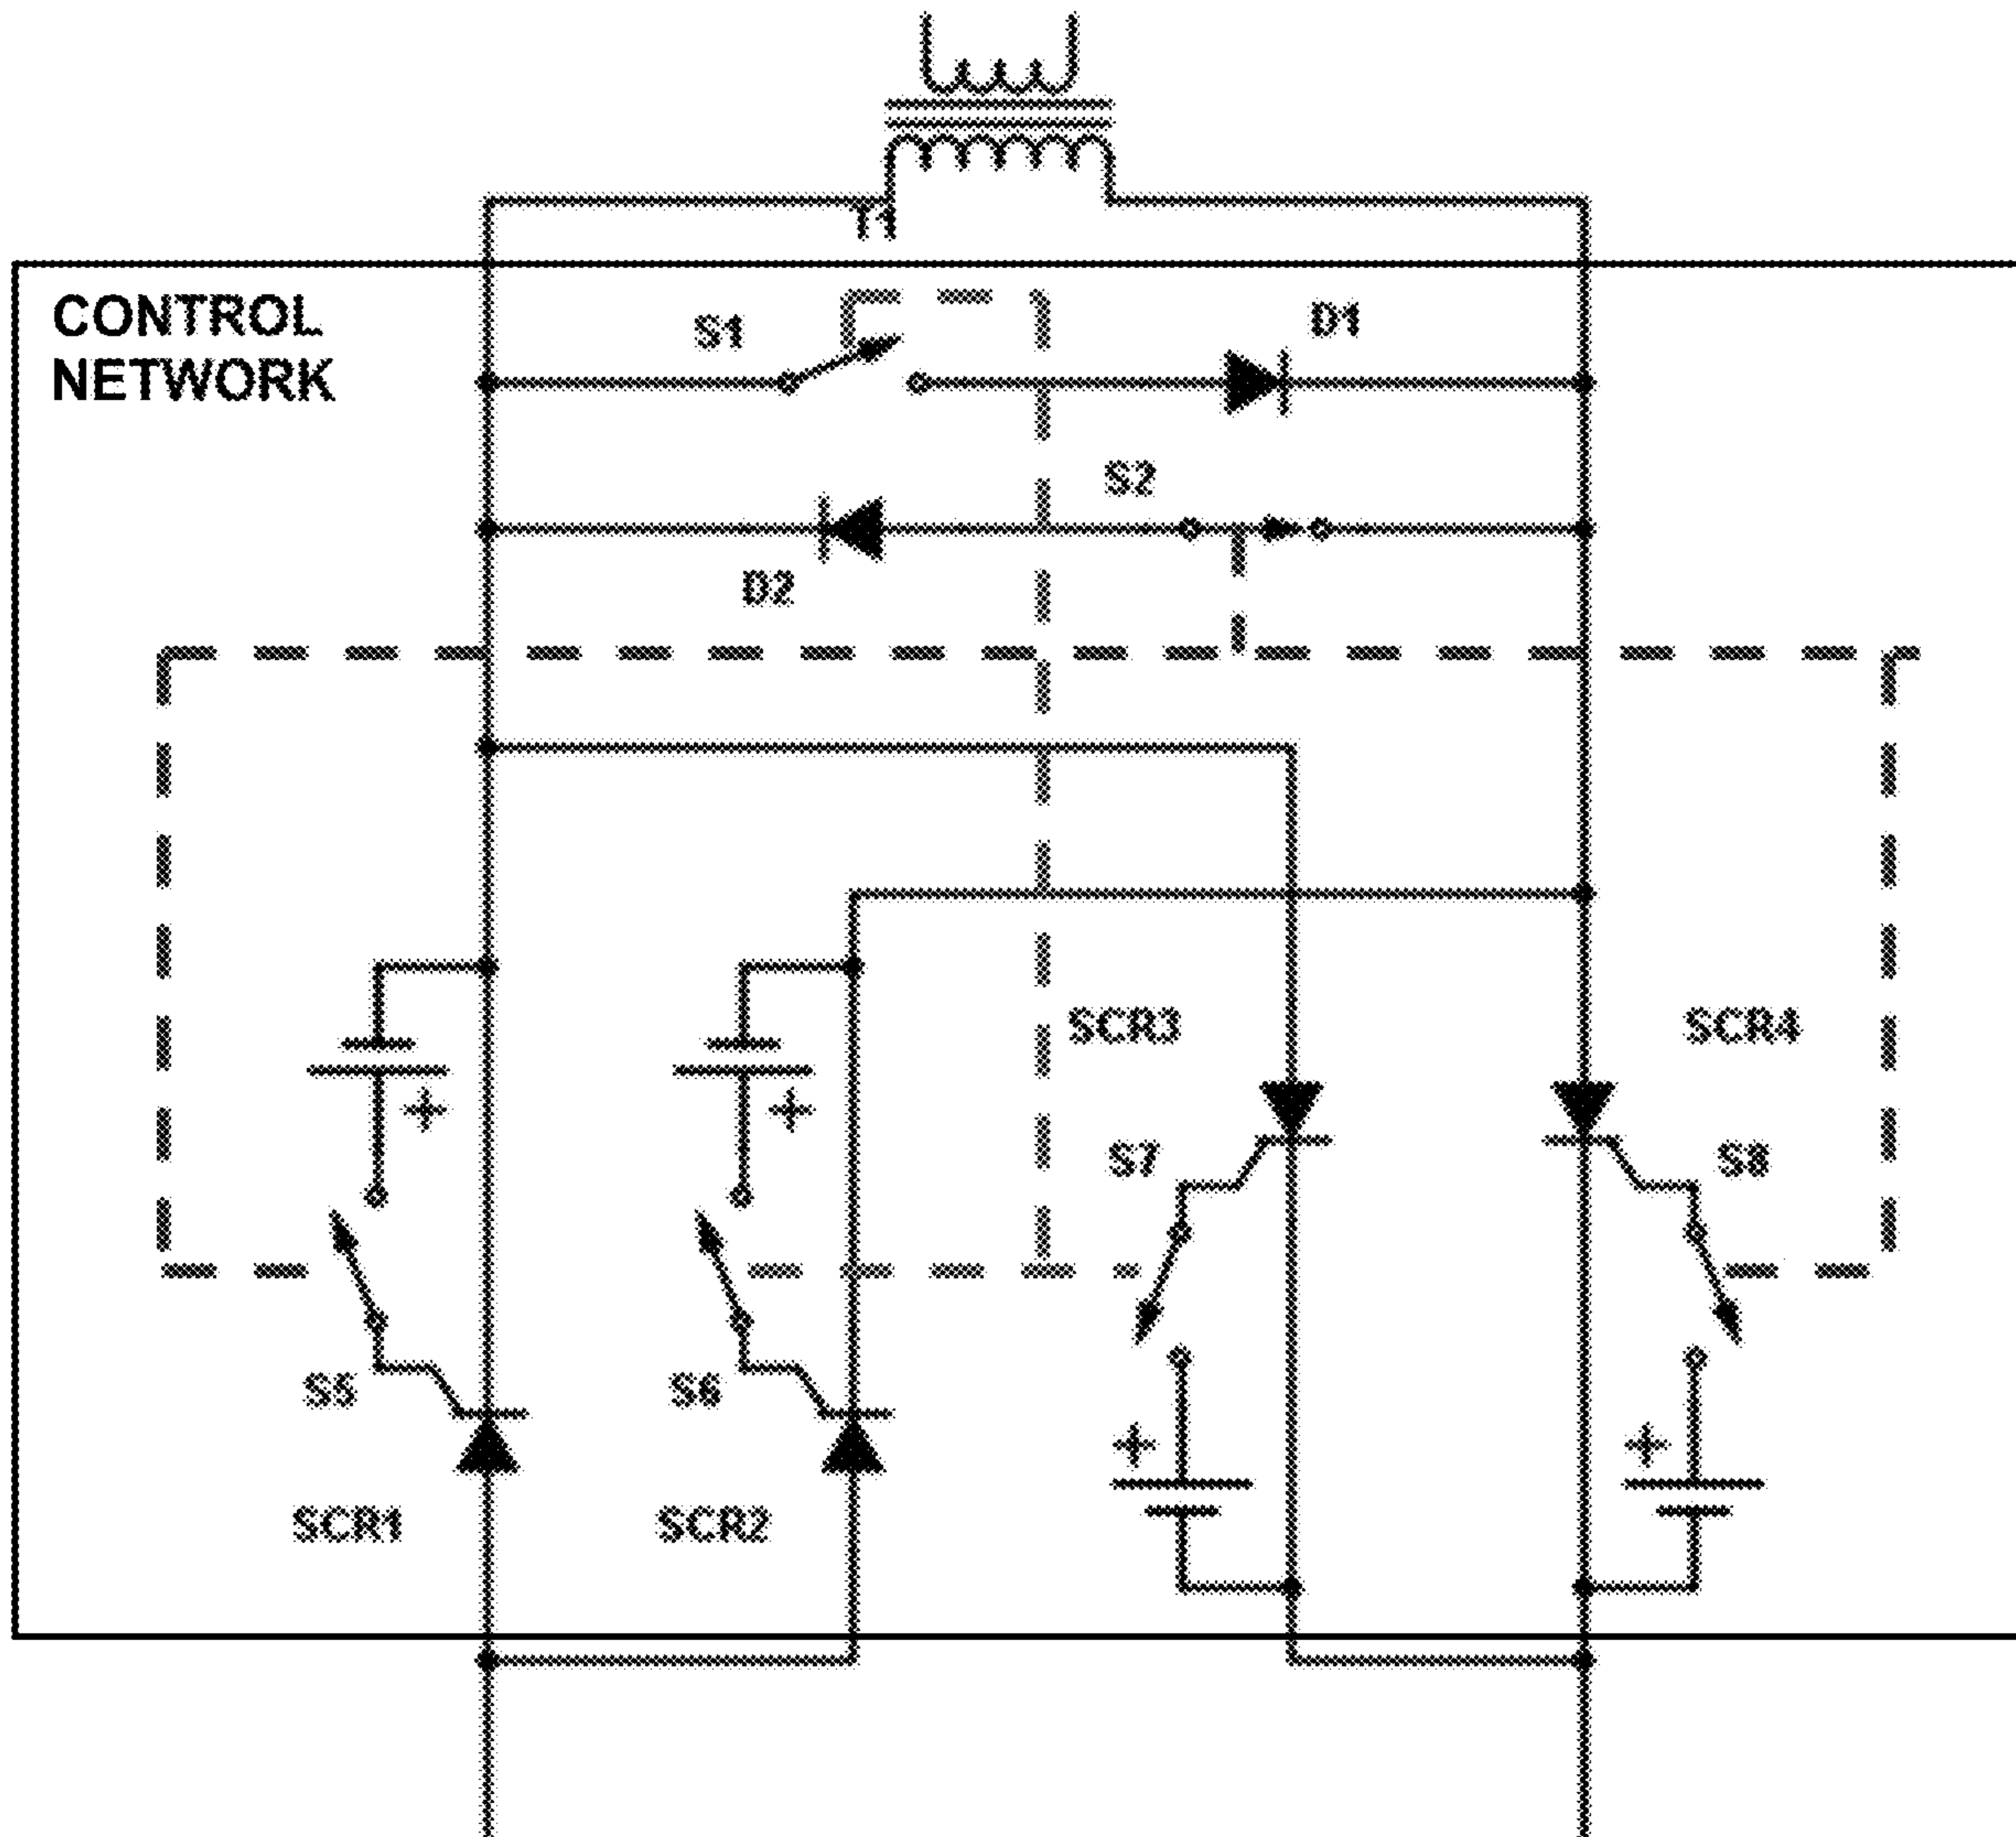 T1
CONTROL
NETWORK
S1
D1
S2
D2
SCR3
SCR4
+
+
S7
S8
S5
S6
+
+
SCR1
SCR2